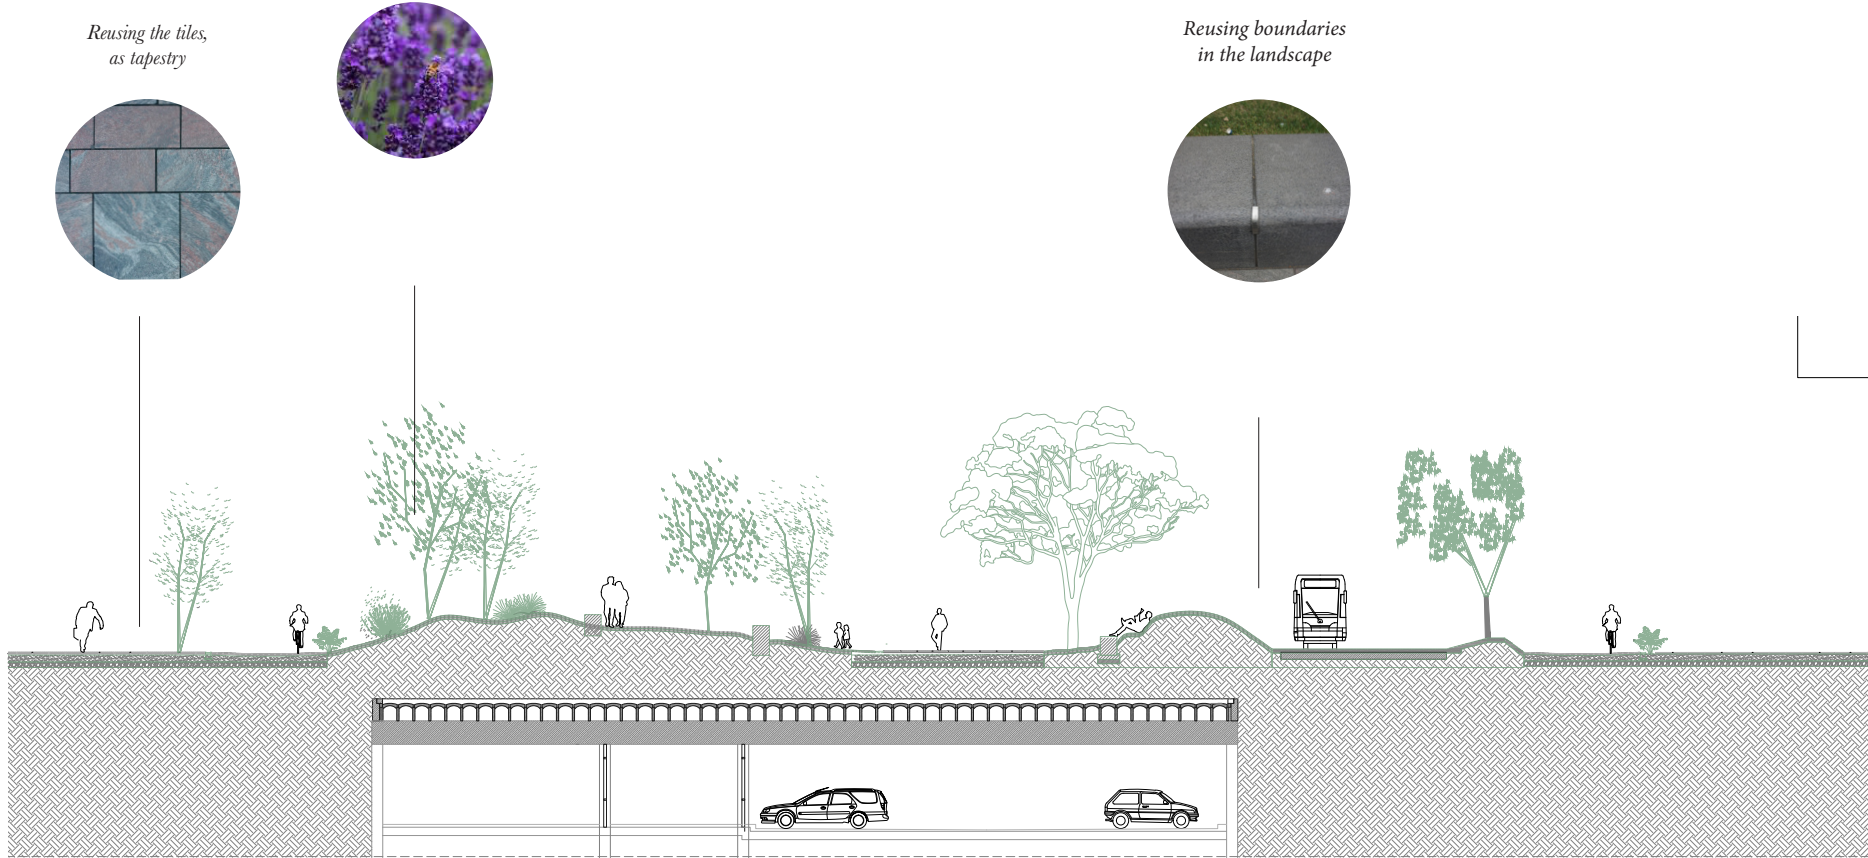 Reusing the tiles,
as tapestry
Reusing boundaries
in the landscape